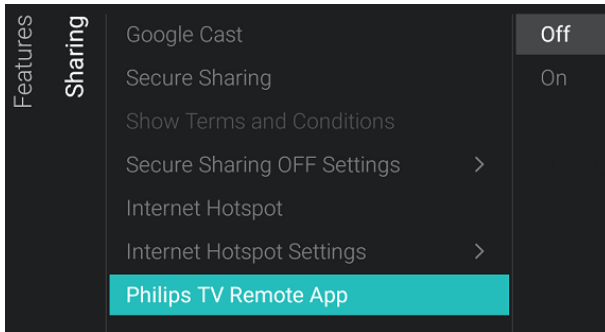 Features
Sharing
Google Cast
Secure Sharing
Show Terms and Conditions
Secure Sharing OFF Settings >
Internet Hotspot
Internet Hotspot Settings >
Philips TV Remote App
Off
On